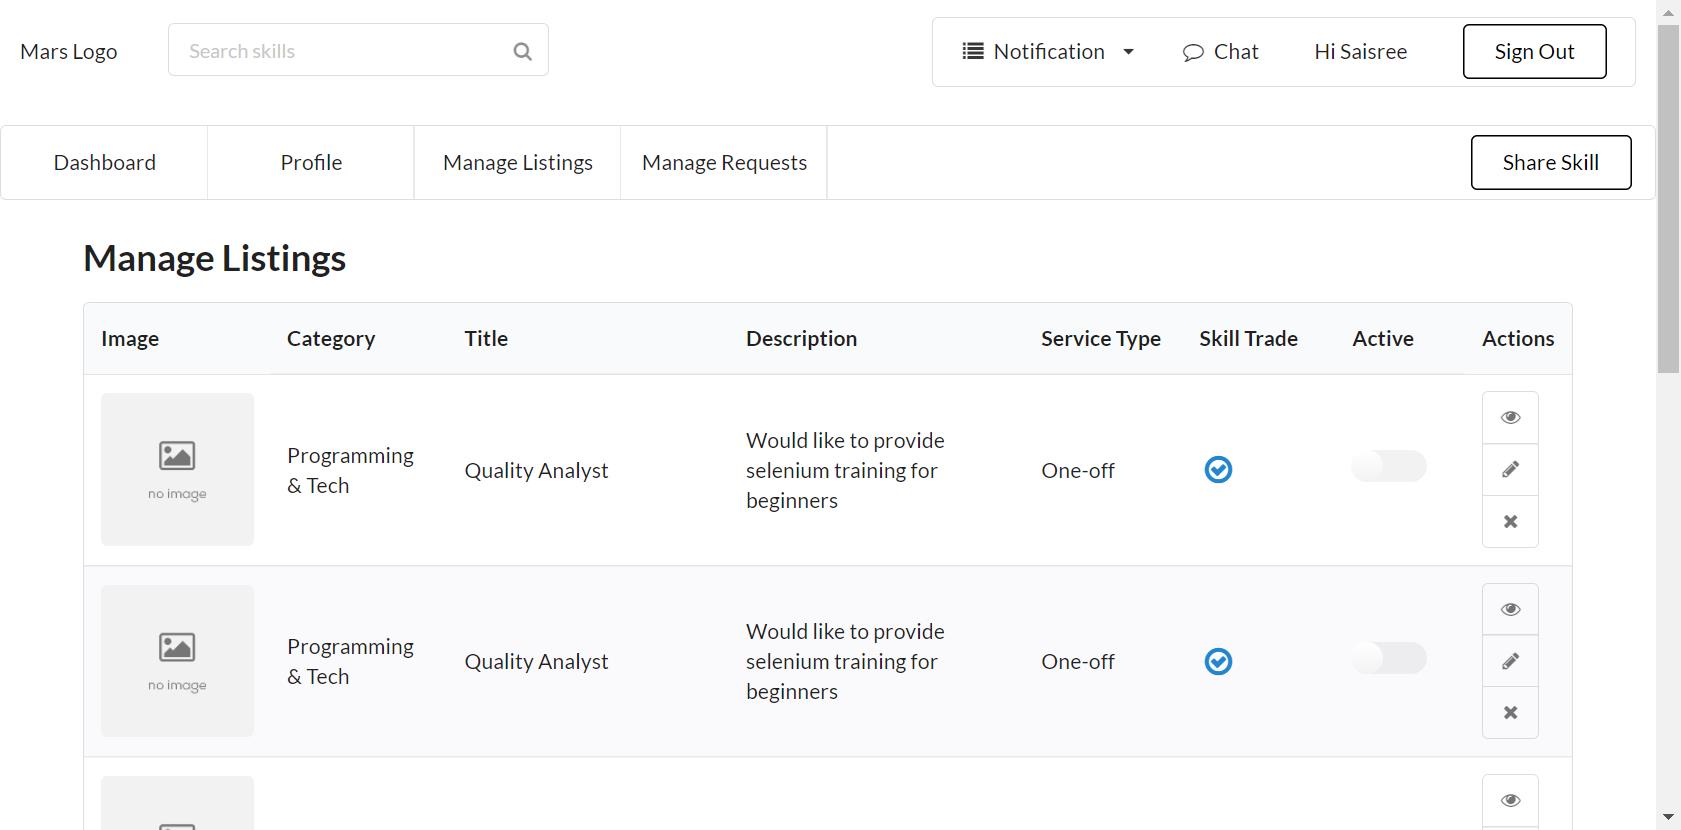 Mars Logo
Search skills
Notification
Chat
Hi Saisree
Sign Out
Dashboard
Profile
Manage Listings
Manage Requests
Share Skill
Manage Listings
Image
Category
Title
Description
Service Type
Skill Trade
Active
Actions
no image
Programming
& Tech
Quality Analyst
Would like to provide
selenium training for
beginners
One-off
no image
Programming
& Tech
Quality Analyst
Would like to provide
selenium training for
beginners
One-off